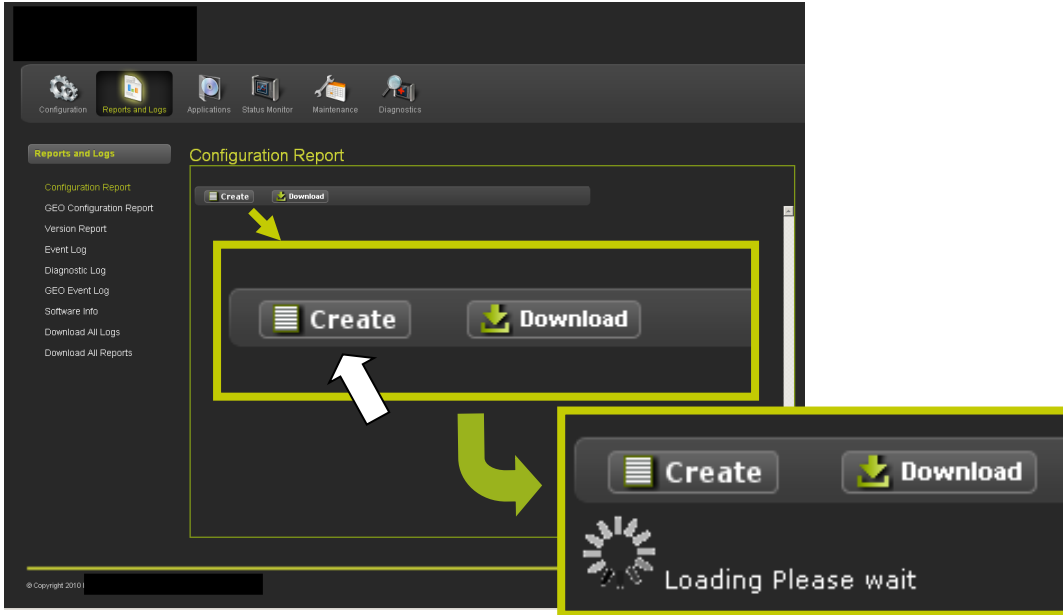 Configuration
Reports and Logs
Applications
Status Monitor
Maintenance
Diagnostics
Reports and Logs
Configuration Report
GEO Configuration Report
Version Report
Event Log
Diagnostic Log
GEO Event Log
Software Info
Download All Logs
Download All Reports
Configuration Report
Create Download
Create Download
Create Download
Loading Please wait
© Copyright 2010